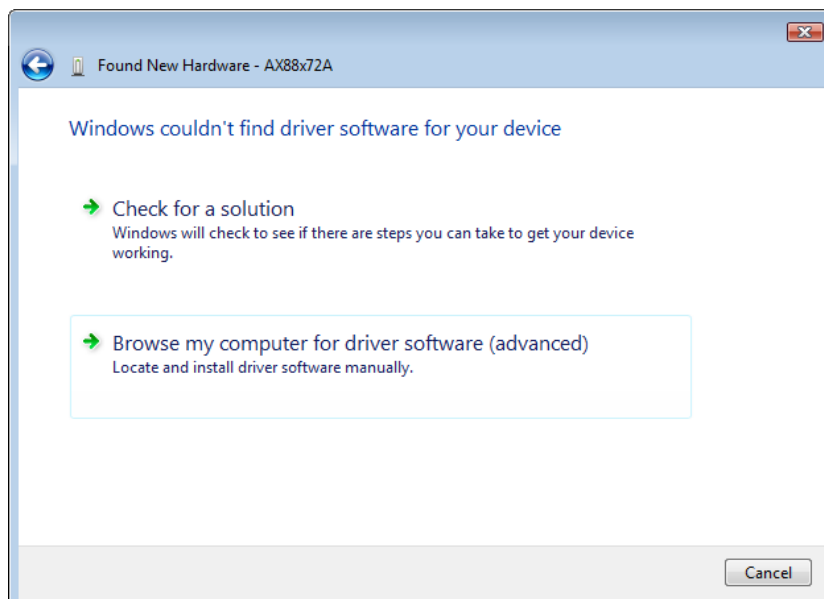 Found New Hardware - AX88x72A
Windows couldn't find driver software for your device
Check for a solution
Windows will check to see if there are steps you can take to get your device
working.
Browse my computer for driver software (advanced)
Locate and install driver software manually.
Cancel